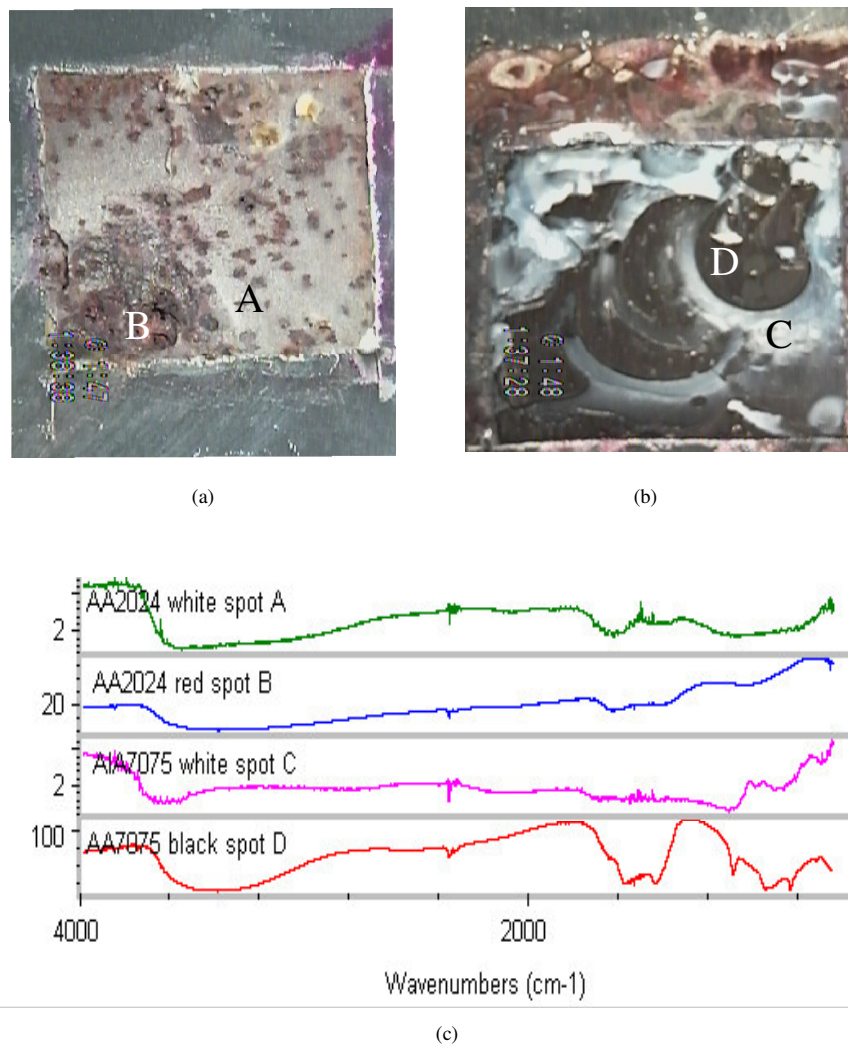 A
B
D
C
(a)
(b)
AA2024 white spot A
2
AA2024 red spot B
20
AlA7075 white spot C
2
AA7075 black spot D
100
4000
2000
Wavenumbers (cm-1)
(c)